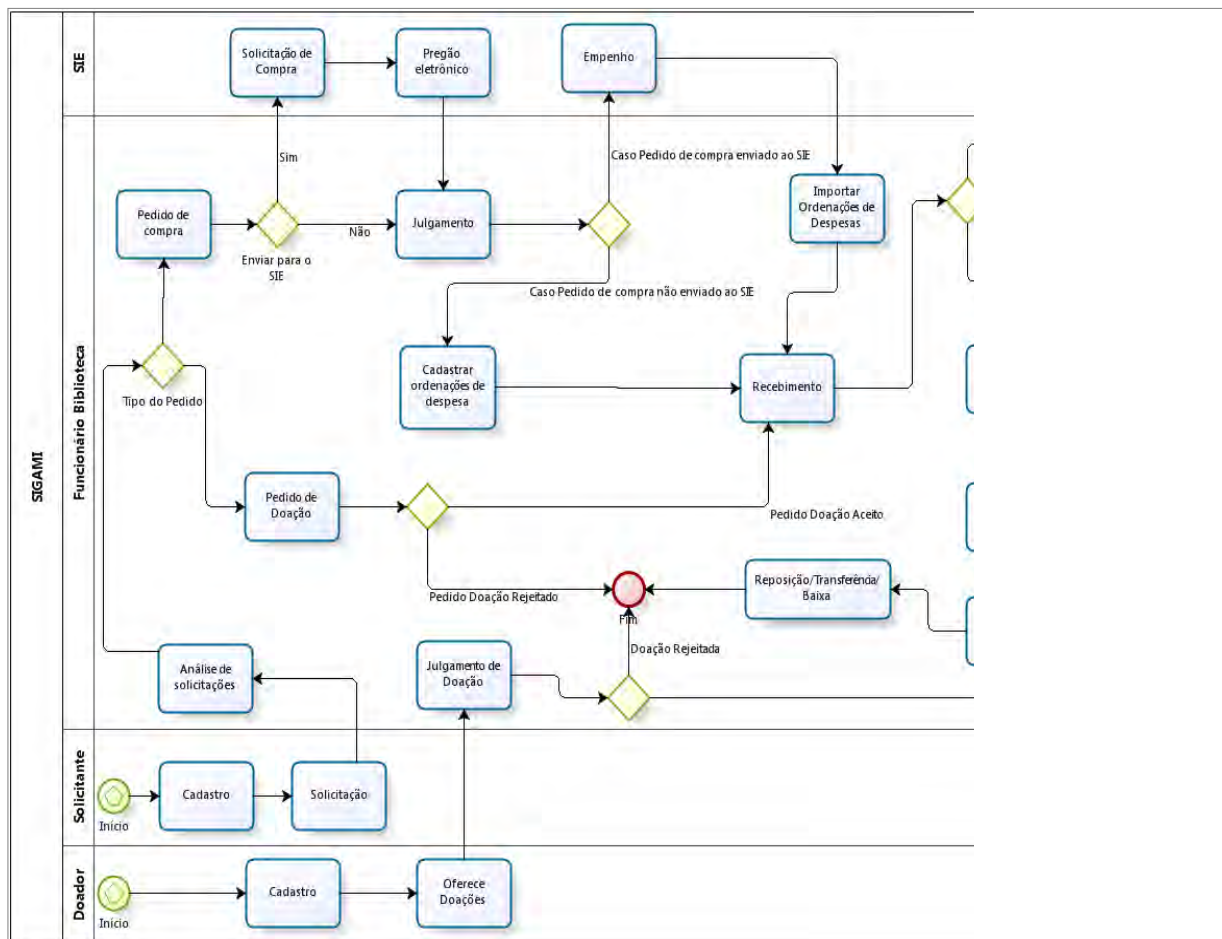 SIGAMI
SIE
Solicitação de
Compra
Pregão
eletrônico
Empenho
Funcionário Biblioteca
Sim
Caso Pedido de compra enviado ao SIE
Pedido de
compra
Não
Enviar para o
SIE
Julgamento
Importar
Ordenações de
Despesas
Caso Pedido de compra não enviado ao SIE
Tipo do Pedido
Cadastrar
ordenações de
despesa
Recebimento
Pedido de
Doação
Pedido Doação Aceito
Pedido Doação Rejeitado
Fim
Reposição/Transferência/
Baixa
Doação Rejeitada
Análise de
solicitações
Julgamento de
Doação
Solicitante
Início
Cadastro
Solicitação
Doador
Início
Cadastro
Oferece
Doações